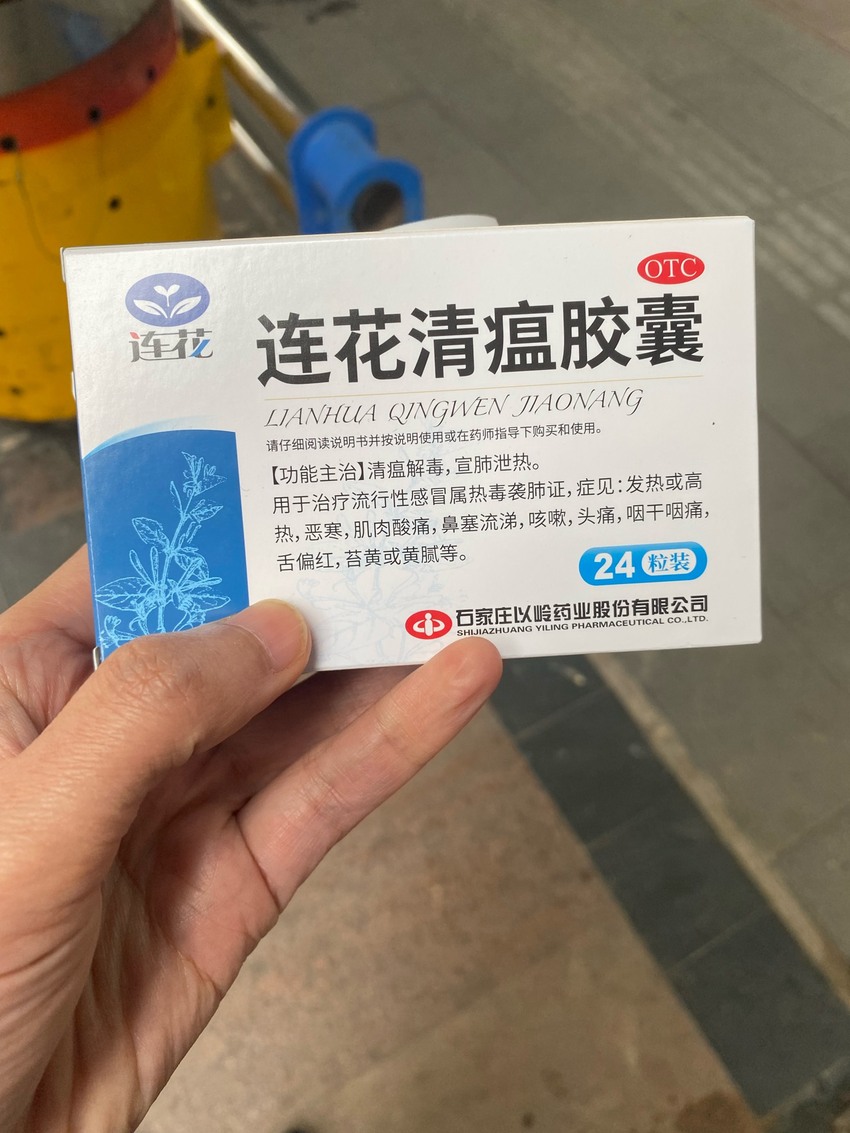 OTC
连花
连花清瘟胶囊
LIANHUA QINGWEN JIAONANG
请仔细阅读说明书并按说明使用或在药师指导下购买和使用。
【功能主治】清瘟解毒，宣肺泄热。
用于治疗流行性感冒属热毒袭肺证，症见：发热或高
热，恶寒，肌肉酸痛，鼻塞流涕，咳嗽，头痛，咽干咽痛，
舌偏红，苔黄或黄腻等。
24粒装
石家庄以岭药业股份有限公司
SHIJIAZHUANG YILING PHARMACEUTICAL CO.,LTD.